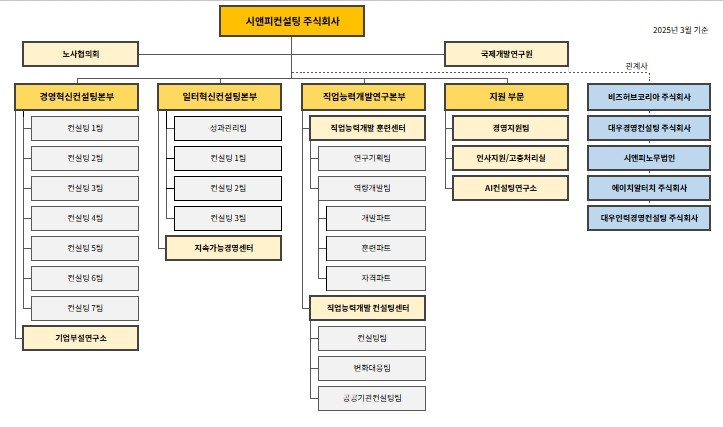 시앤피컨설팅 주식회사
2025년 3월 기준
노사협의회
국제개발연구원
관계사
경영혁신컨설팅본부
컨설팅 1팀
컨설팅 2팀
컨설팅 3팀
컨설팅 4팀
컨설팅 5팀
컨설팅 6팀
컨설팅 7팀
기업부설연구소
일터혁신컨설팅본부
성과관리팀
컨설팅 1팀
컨설팅 2팀
컨설팅 3팀
지속가능경영센터
직업능력개발연구본부
직업능력개발 훈련센터
연구기획팀
역량개발팀
개발파트
훈련파트
자격파트
직업능력개발 컨설팅센터
컨설팅팀
변화대응팀
공공기관컨설팅팀
지원 부문
경영지원팀
인사지원/고충처리실
AI컨설팅연구소
비즈허브코리아 주식회사
대우경영컨설팅 주식회사
시앤피노무법인
에이치알터치 주식회사
대우인력경영컨설팅 주식회사